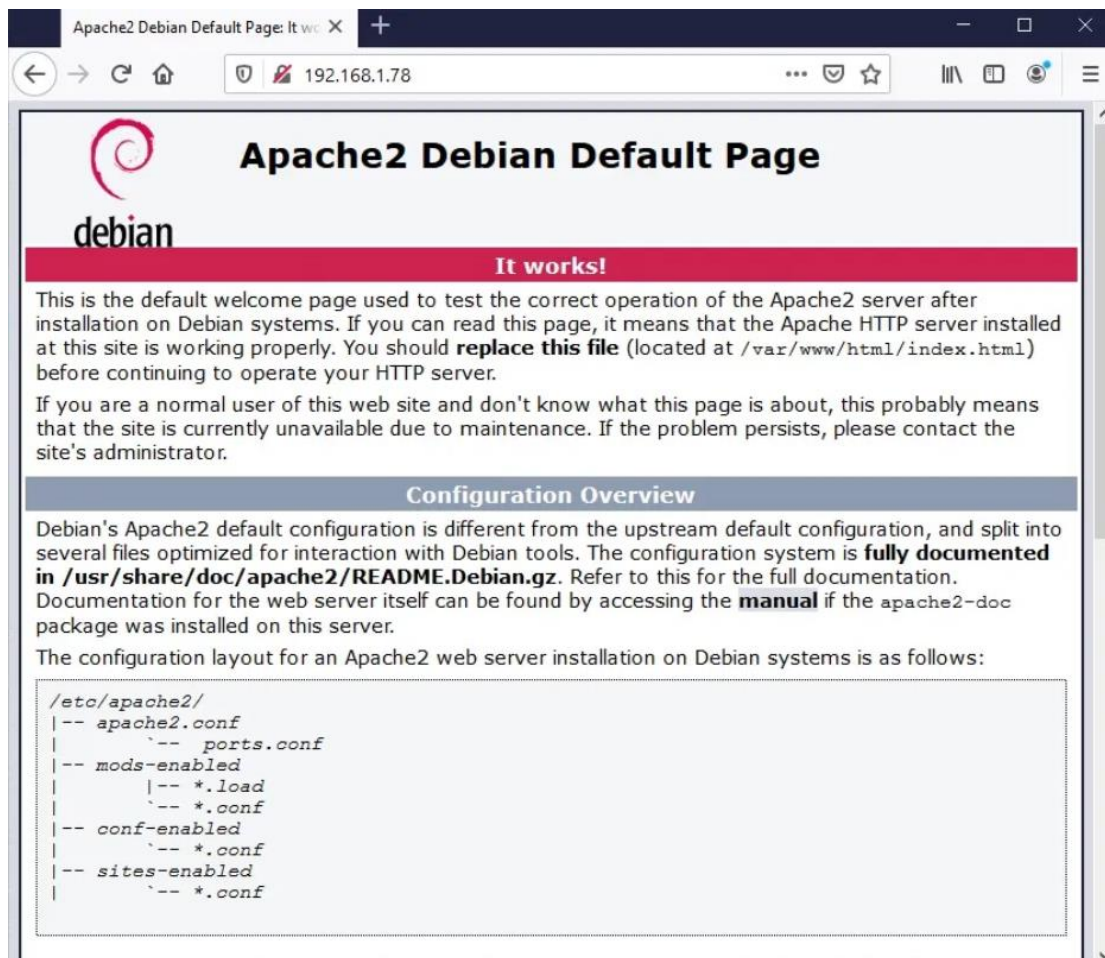 Apache2 Debian Default Page: It wo
192.168.1.78
debian
Apache2 Debian Default Page
It works!
This is the default welcome page used to test the correct operation of the Apache2 server after
installation on Debian systems. If you can read this page, it means that the Apache HTTP server installed
at this site is working properly. You should replace this file (located at /var/www/html/index.html)
before continuing to operate your HTTP server.
If you are a normal user of this web site and don't know what this page is about, this probably means
that the site is currently unavailable due to maintenance. If the problem persists, please contact the
site's administrator.
Configuration Overview
Debian's Apache2 default configuration is different from the upstream default configuration, and split into
several files optimized for interaction with Debian tools. The configuration system is fully documented
in /usr/share/doc/apache2/README.Debian.gz. Refer to this for the full documentation.
Documentation for the web server itself can be found by accessing the manual if the apache2-doc
package was installed on this server.
The configuration layout for an Apache2 web server installation on Debian systems is as follows:
/etc/apache2/
|-- apache2.conf
|       `--  ports.conf
|-- mods-enabled
|       |-- *.load
|       `-- *.conf
|-- conf-enabled
|       `-- *.conf
|-- sites-enabled
|       `-- *.conf